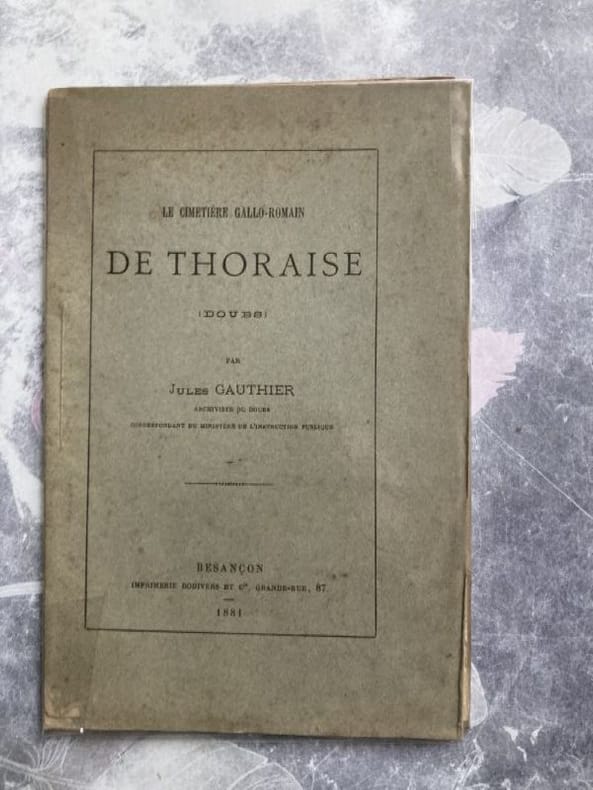 LE CIMETIÈRE GALLO-ROMAIN
DE THORAISE
(DOUBS)
PAR
JULES GAUTHIER
ARCHIVISTE DU DOUBS
CORRESPONDANT DU MINISTÈRE DE L'INSTRUCTION PUBLIQUE
BESANÇON
IMPRIMERIE DODIVERS ET Cie, GRANDE-RUE, 87
1881